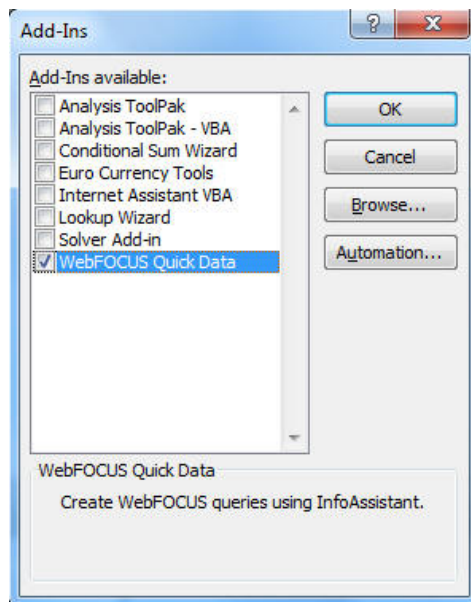 Add-Ins
?
X
Add-Ins available:
Analysis ToolPak
Analysis ToolPak - VBA
Conditional Sum Wizard
Euro Currency Tools
Internet Assistant VBA
Lookup Wizard
Solver Add-in
WebFOCUS Quick Data
OK
Cancel
Browse...
Automation...
WebFOCUS Quick Data
Create WebFOCUS queries using InfoAssistant.